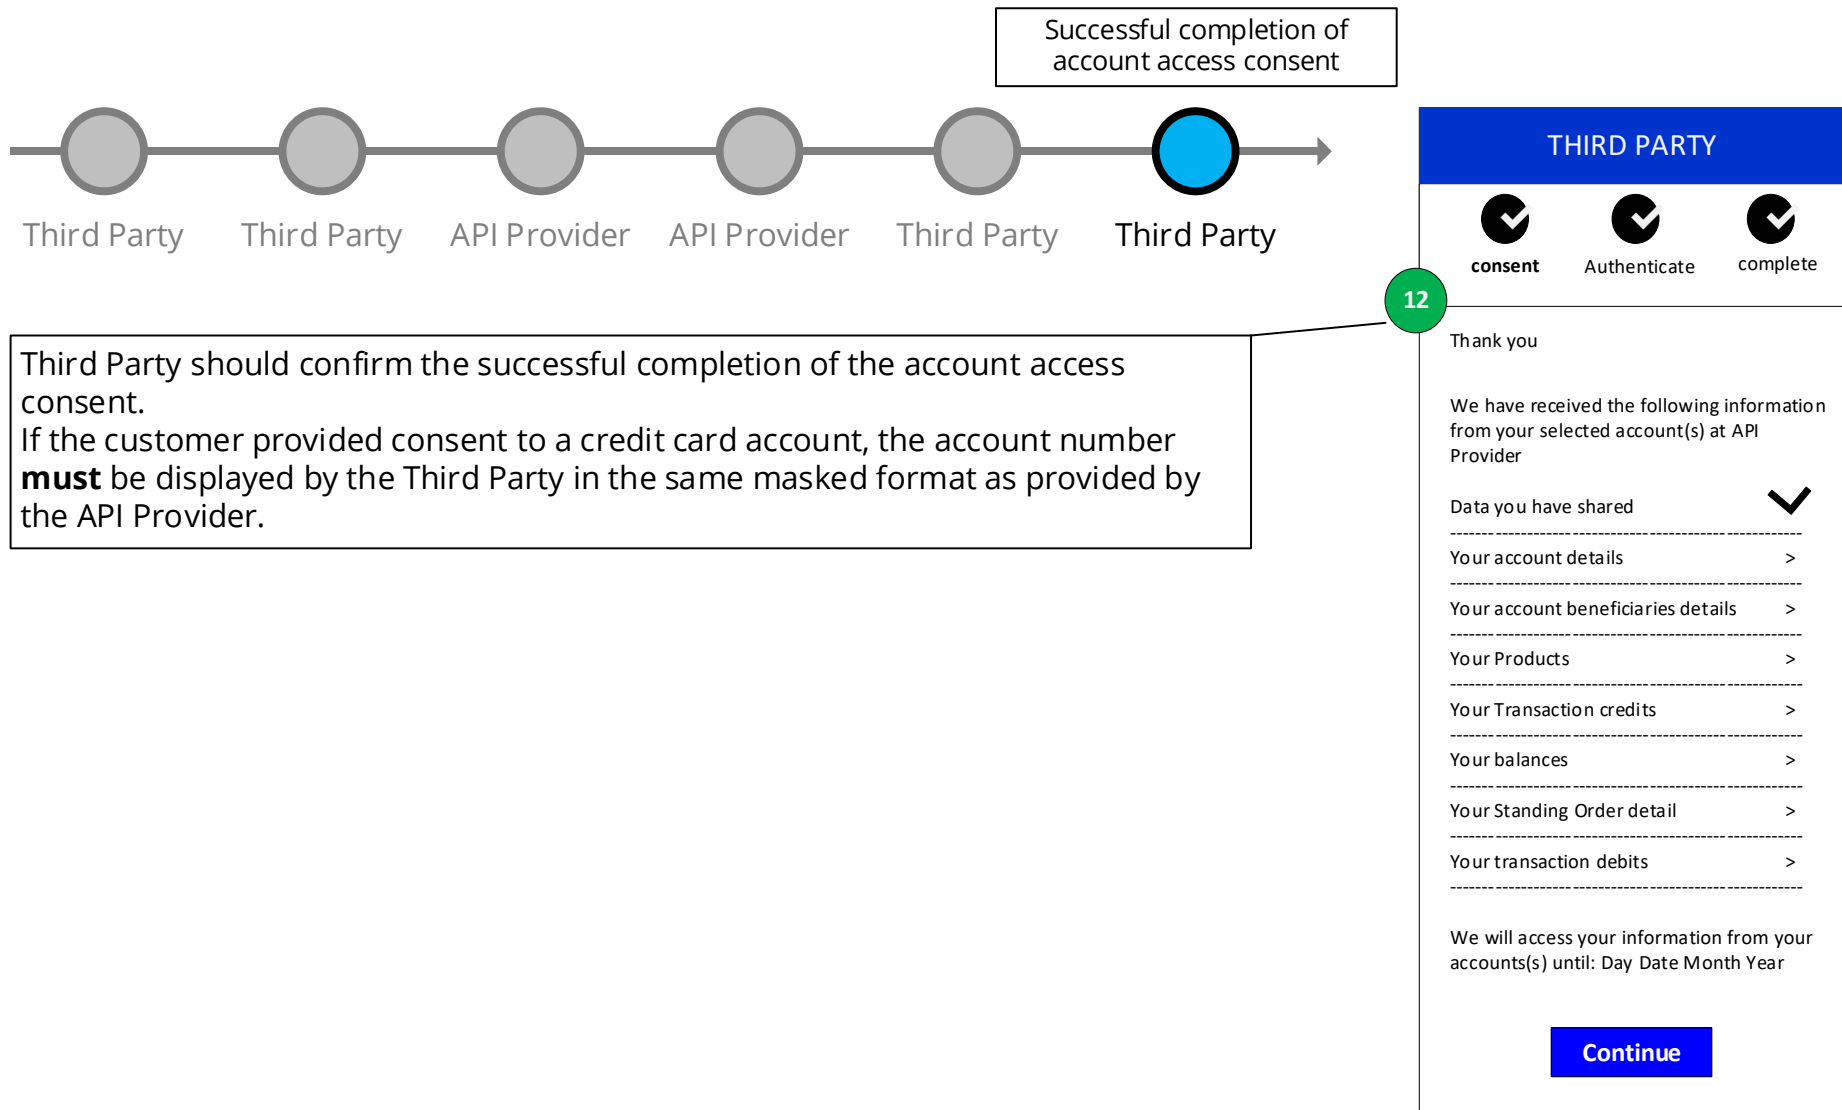 Successful completion of
account access consent
Third Party
Third Party
API Provider
API Provider
Third Party
Third Party
Third Party should confirm the successful completion of the account access
consent.
If the customer provided consent to a credit card account, the account number
must be displayed by the Third Party in the same masked format as provided by
the API Provider.
12
THIRD PARTY
consent
Authenticate
complete
Thank you
We have received the following information
from your selected account(s) at API
Provider
Data you have shared
Your account details >
Your account beneficiaries details >
Your Products >
Your Transaction credits >
Your balances >
Your Standing Order detail >
Your transaction debits >
We will access your information from your
accounts(s) until: Day Date Month Year
Continue